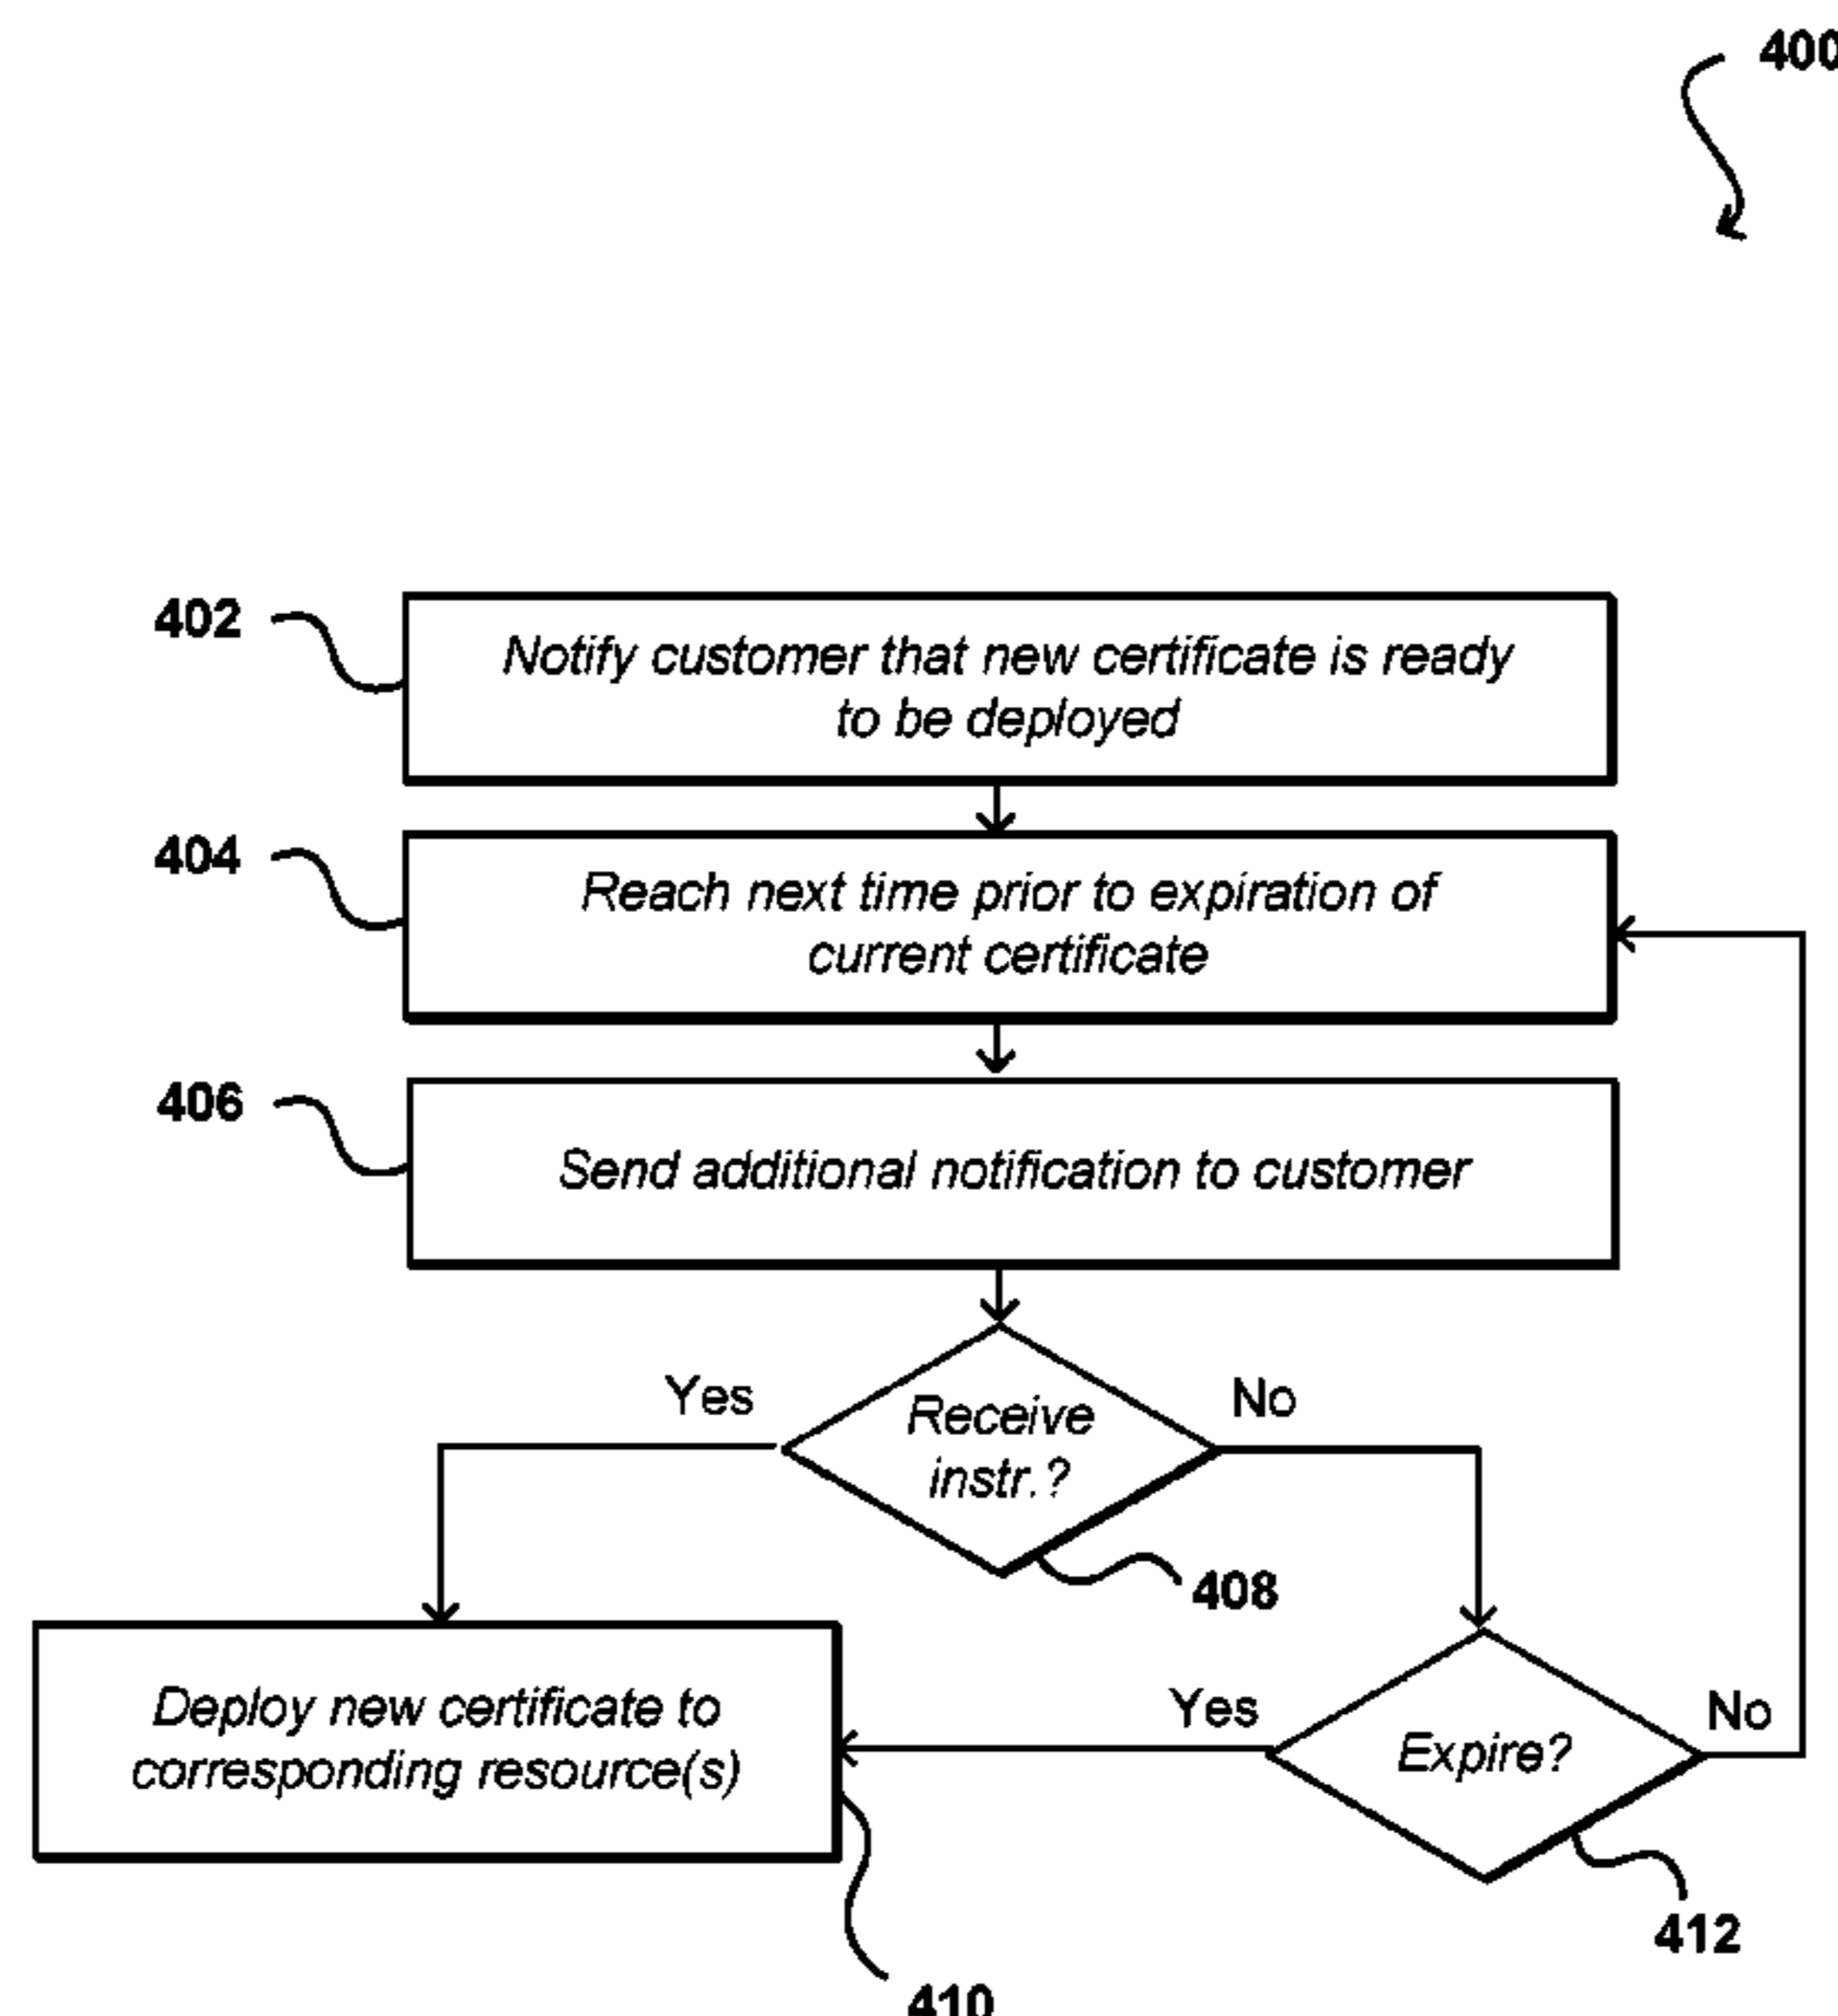 400
402
Notify customer that new certificate is ready
to be deployed
404
Reach next time prior to expiration of
current certificate
406
Send additional notification to customer
Yes
No
Receive
instr.?
408
Deploy new certificate to
corresponding resource(s)
Yes
No
Expire?
412
410